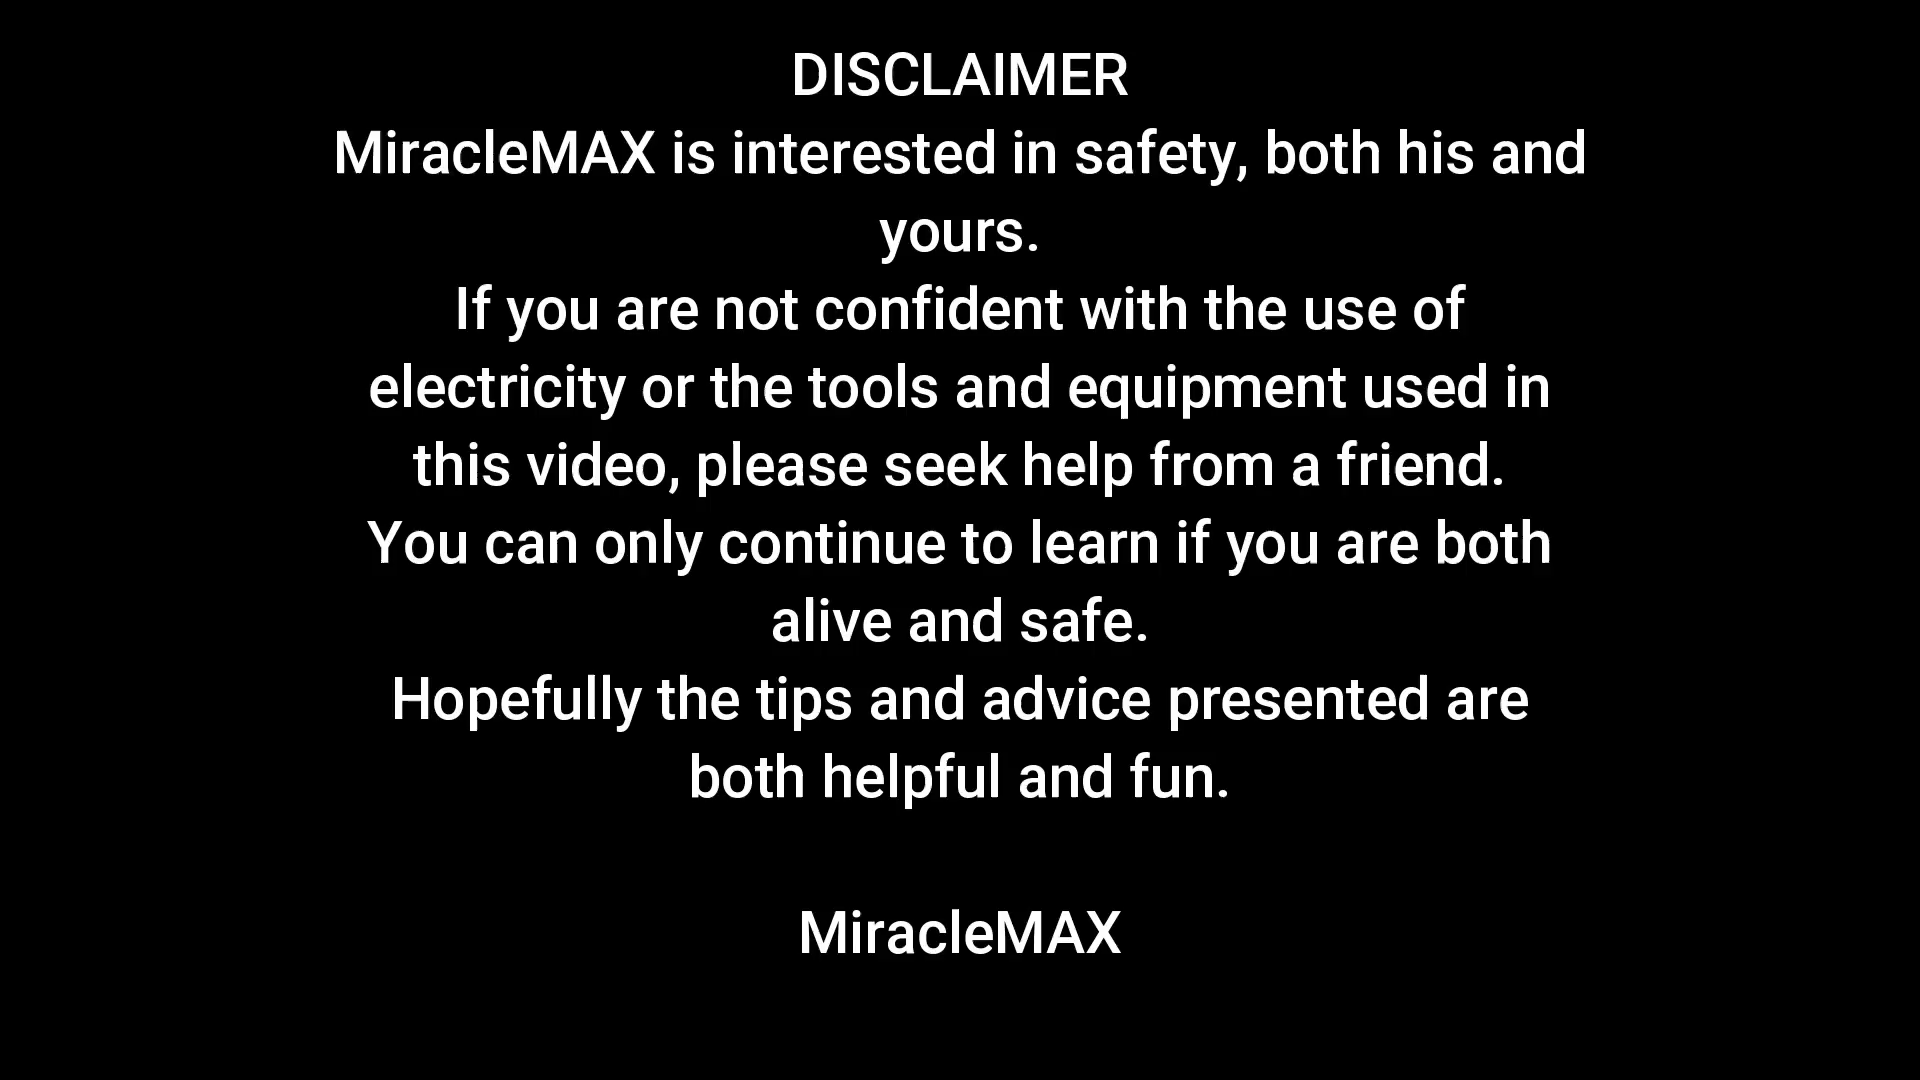 DISCLAIMER
MiracleMAX is interested in safety, both his and
yours.
If you are not confident with the use of
electricity or the tools and equipment used in
this video, please seek help from a friend.
You can only continue to learn if you are both
alive and safe.
Hopefully the tips and advice presented are
both helpful and fun.
MiracleMAX